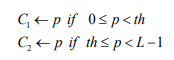 C₁ ← p if 0 ≤ p < th
C₂ ← p if th ≤ p < L – 1